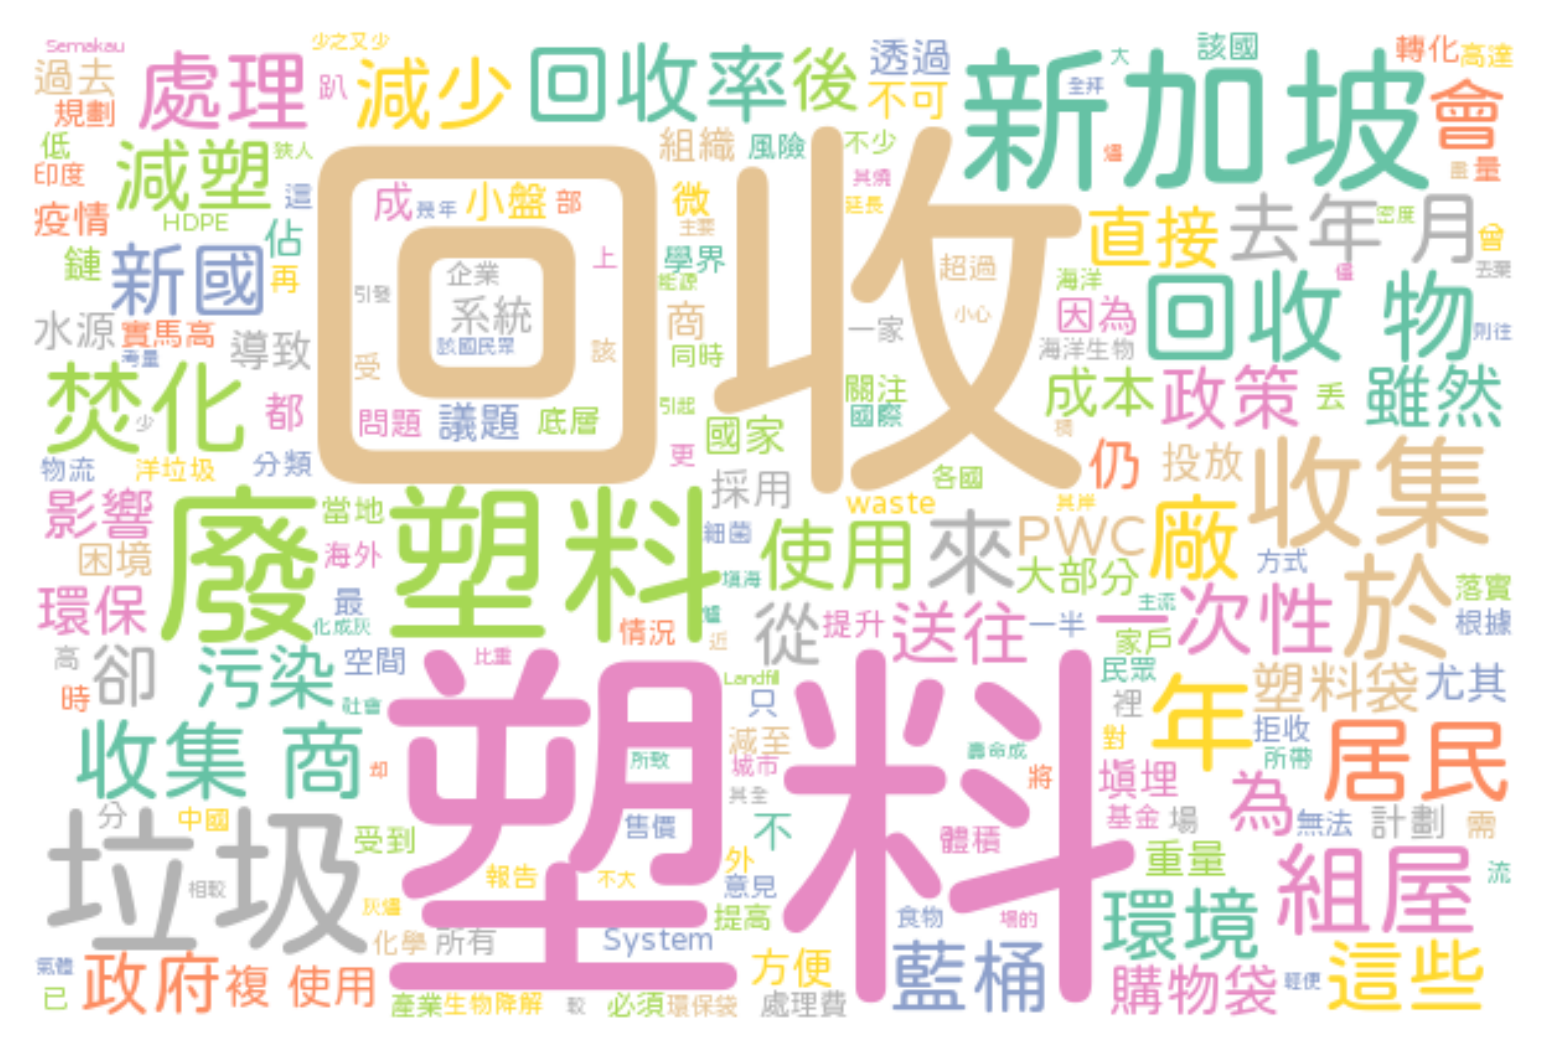 Semakau
少之又少
過去
處理
趴
減少
回收率
後
透過
不可
新加坡
大
全拜
該國
轉化
高達
會
規劃
低
減塑
狹人
組織
風險
不少
其燒
爐
量
印度
這
成
幾年
小盤
部
微
主要
延長
直接
去年
密度
月
曾
疫情
HDPE
佔
回收
鏈
新國
再
企業
上
學界
能源
超過
海洋
去棄
引發
系統
商
一家
小心
因為
回收 物
則往
水源
寶馬高
導致
該國民眾
考量
受
該
同時
海洋生物
焚化
少
都
問題
議題
底層
引起
國家
關注
國際
成本
政策
丟
雖然
物流
洋垃圾
分類
更
採用
各國
仍
投放
收集
影響
廢 塑料
當地
細菌
waste
其岸
使用
來
PWC
廠
困境
海外
填海
大部分
方式
於
落實
環保
最
化成灰
情況
近
從
提升
送往
一半
主流
家戶
一次性
根據
高
卻
污染
空間
比重
Landfill
民眾
塑料袋
尤其
時
社會
塑料
只
裡
年
拒收
收集 商
却
所致
減至
城市
壽命成
對
所帶
居民
將
填埋
為
垃圾
分
中國
受到
其全
售價
不
體積
基金
場
無法
計劃
需
相較
報告
不大
外
意見
重量
組屋
流
灰燼
提高
食物
場的
環境
化學
所有
System
方便
藍桶
氣體
已
政府
複 使用
產業
生物降解
較
必須
環保袋
處理費
購物袋
輕便
這些